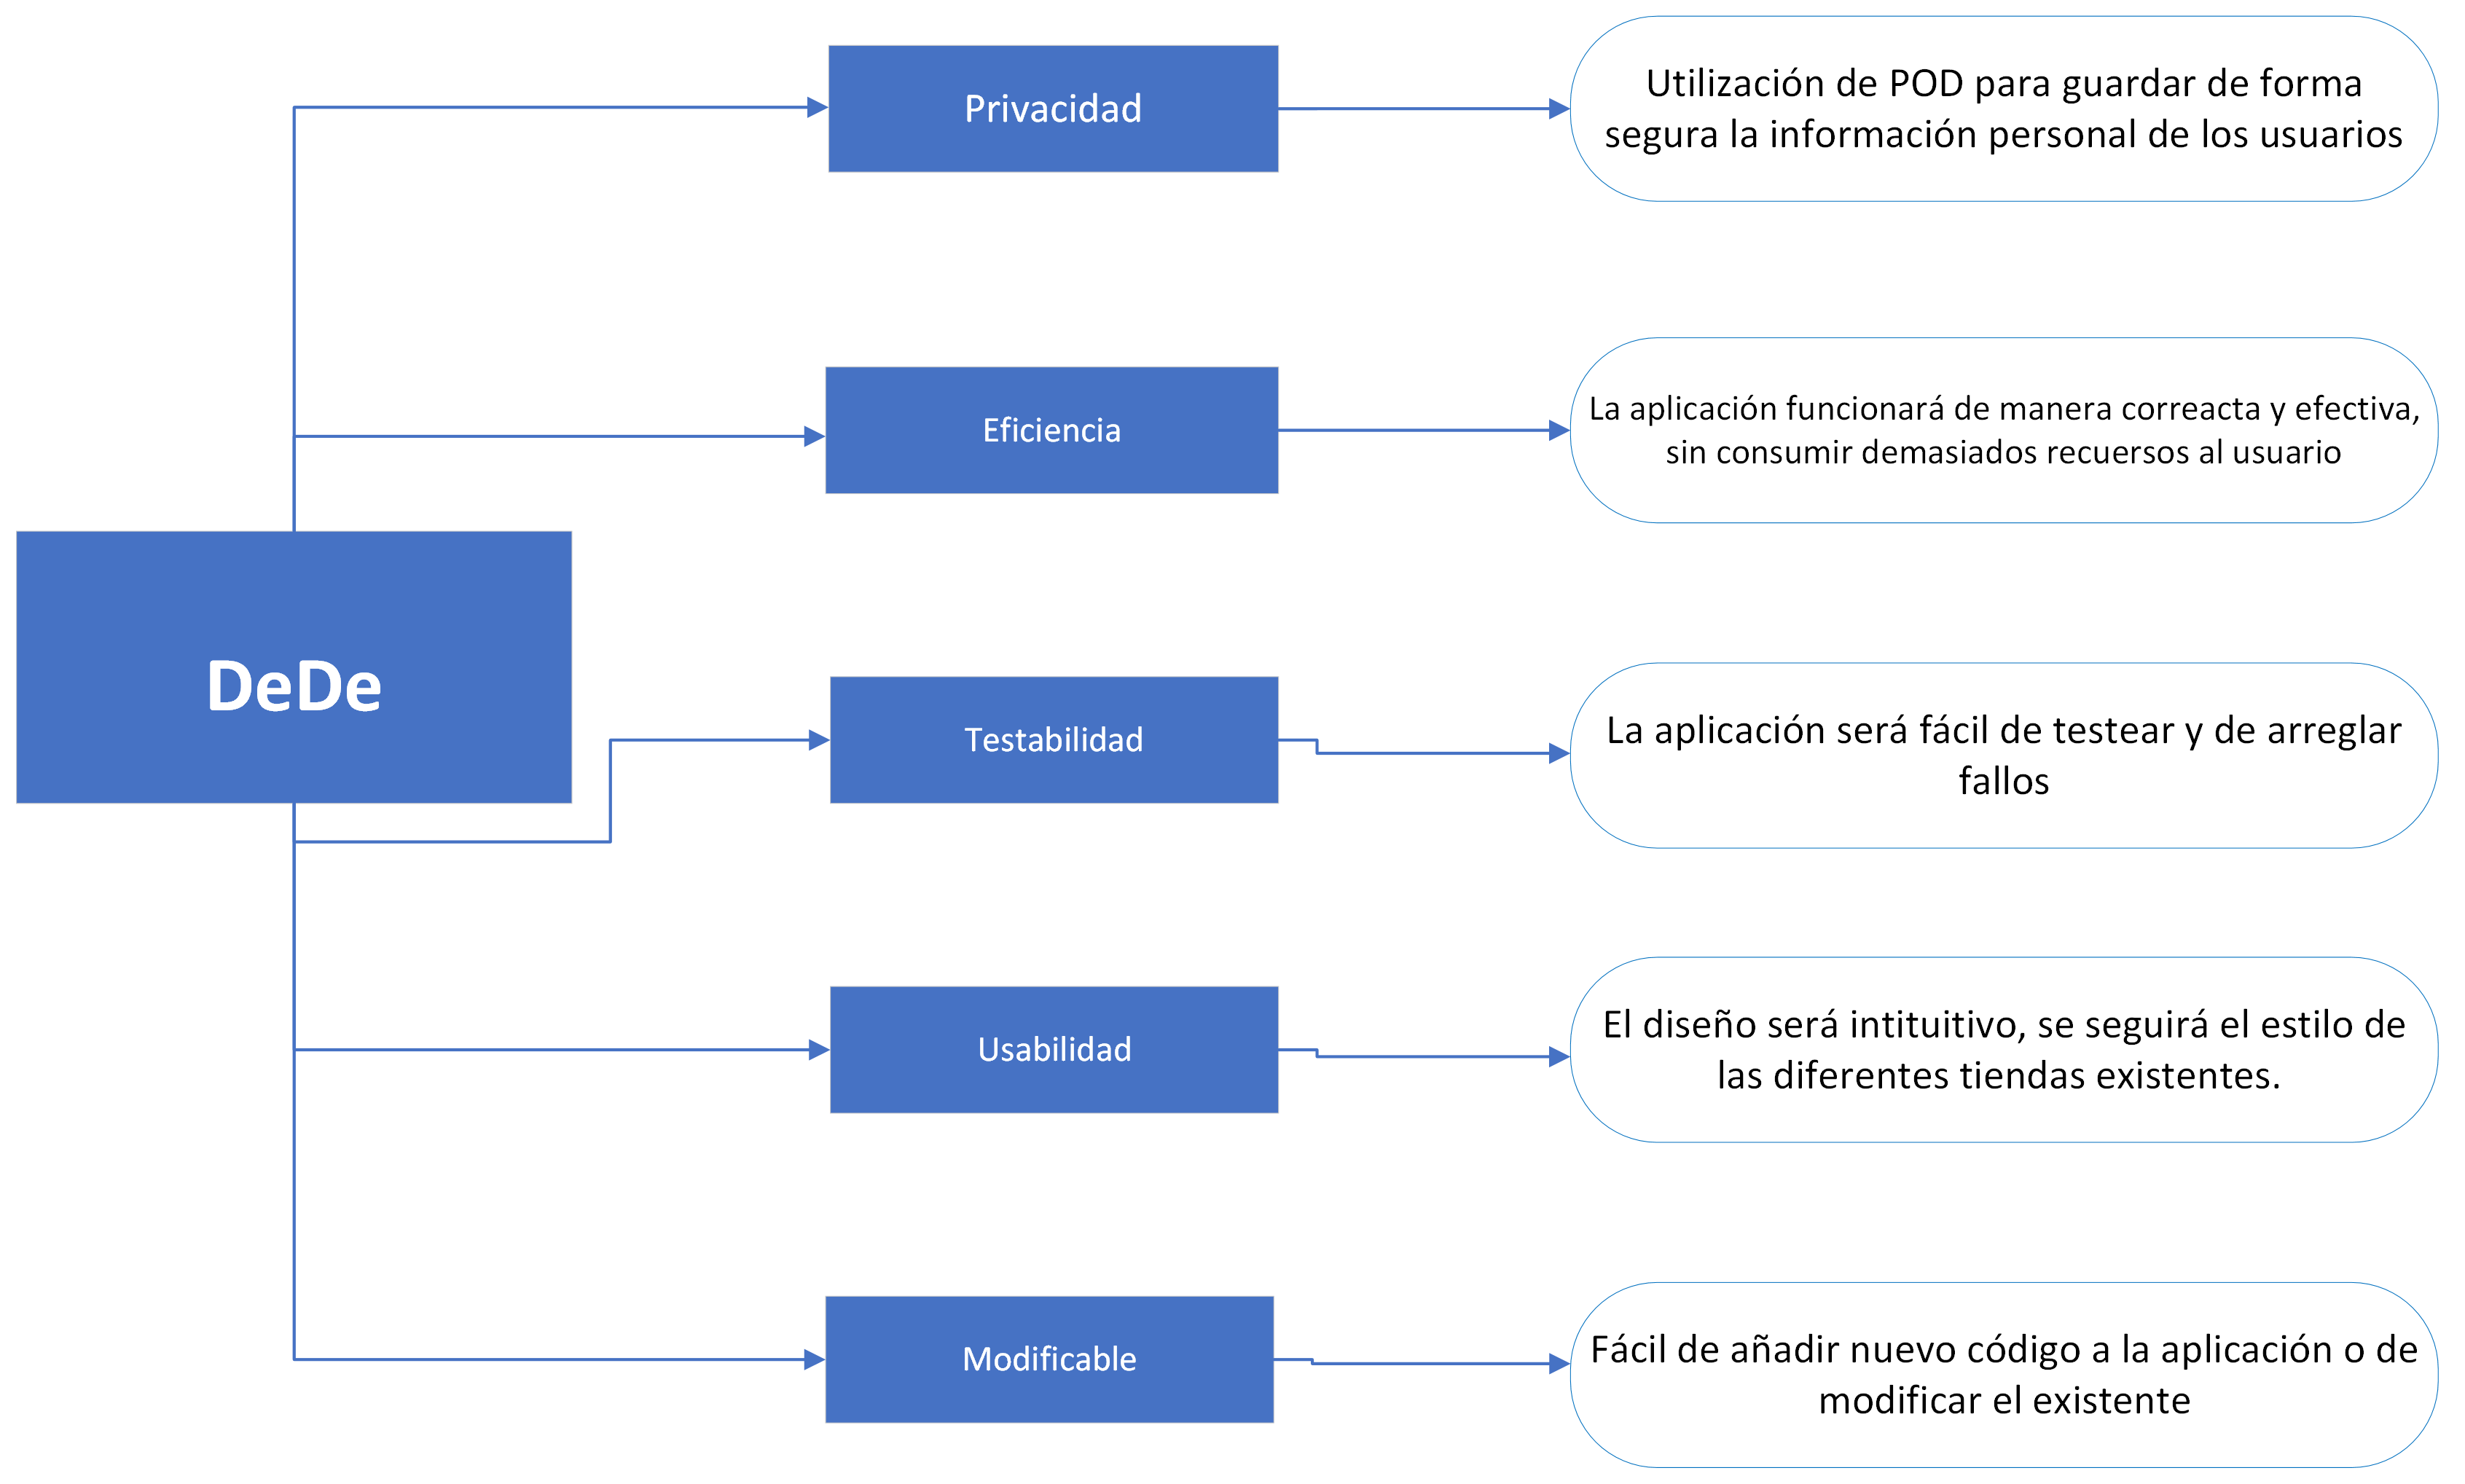 Privacidad
Utilización de POD para guardar de forma
segura la información personal de los usuarios
Eficiencia
La aplicación funcionará de manera correacta y efectiva,
sin consumir demasiados recuersos al usuario
DeDe
Testabilidad
La aplicación será fácil de testear y de arreglar
fallos
Usabilidad
El diseño será intituitivo, se seguirá el estilo de
las diferentes tiendas existentes.
Modificable
Fácil de añadir nuevo código a la aplicación o de
modificar el existente